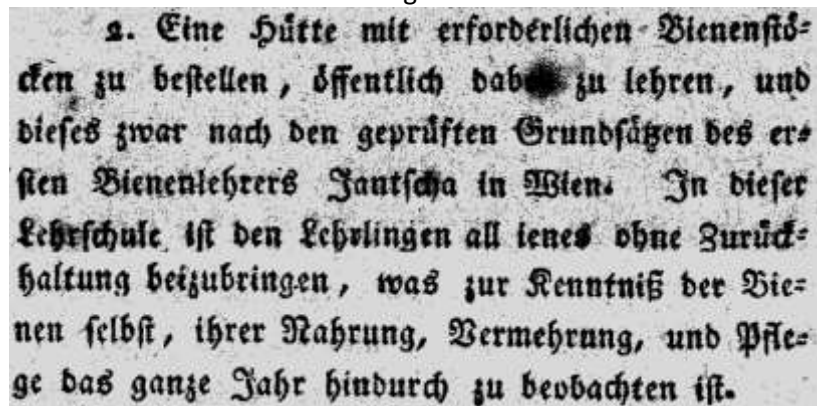 2. Eine Hütte mit erforderlichen Bienenstö-
cken zu bestellen, öffentlich dabey zu lehren, und
dieses zwar nach den geprüften Grundsätzen des er-
sten Bienenlehrers Jantscha in Wien. In dieser
Lehrschule ist den Lehrlingen all ienes ohne Zurück-
haltung beizubringen, was zur Kenntniß der Bie-
nen selbst, ihrer Nahrung, Vermehrung, und Pfle-
ge das ganze Jahr hindurch zu beobachten ist.